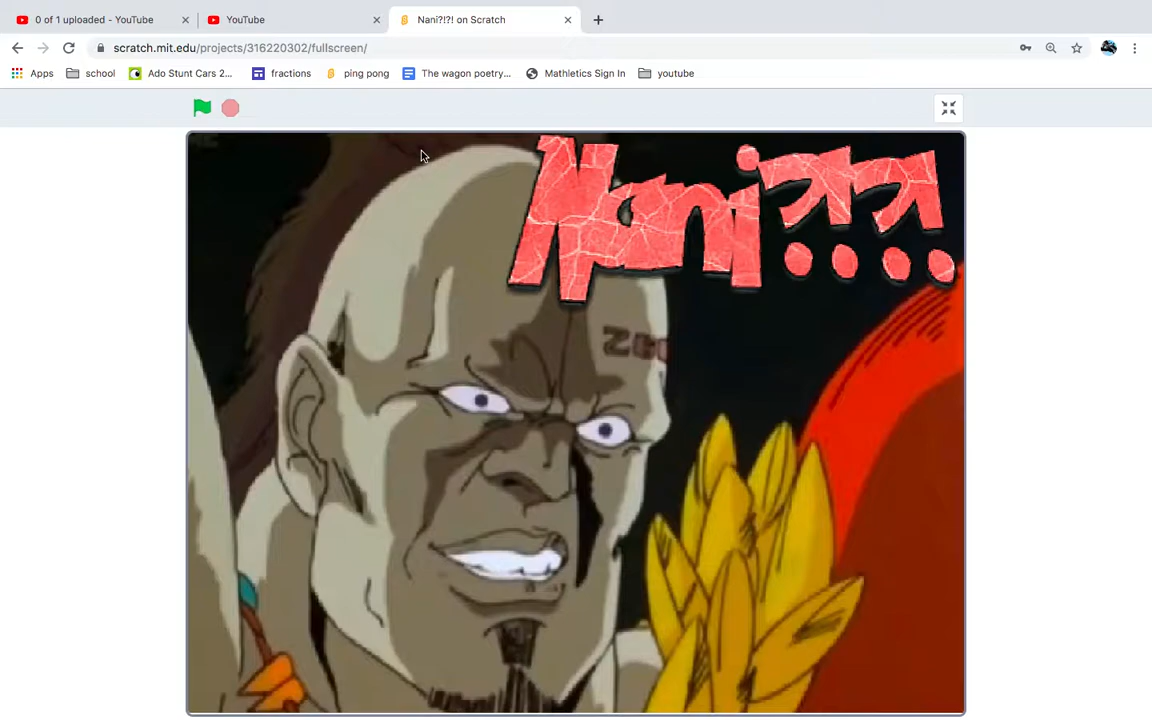 0 of 1 uploaded - YouTube
YouTube
Nani?!?! on Scratch
scratch.mit.edu/projects/316220302/fullscreen/
Apps
school
Ado Stunt Cars 2...
fractions
ping pong
The wagon poetry...
Mathletics Sign In
youtube
Nani?!?!